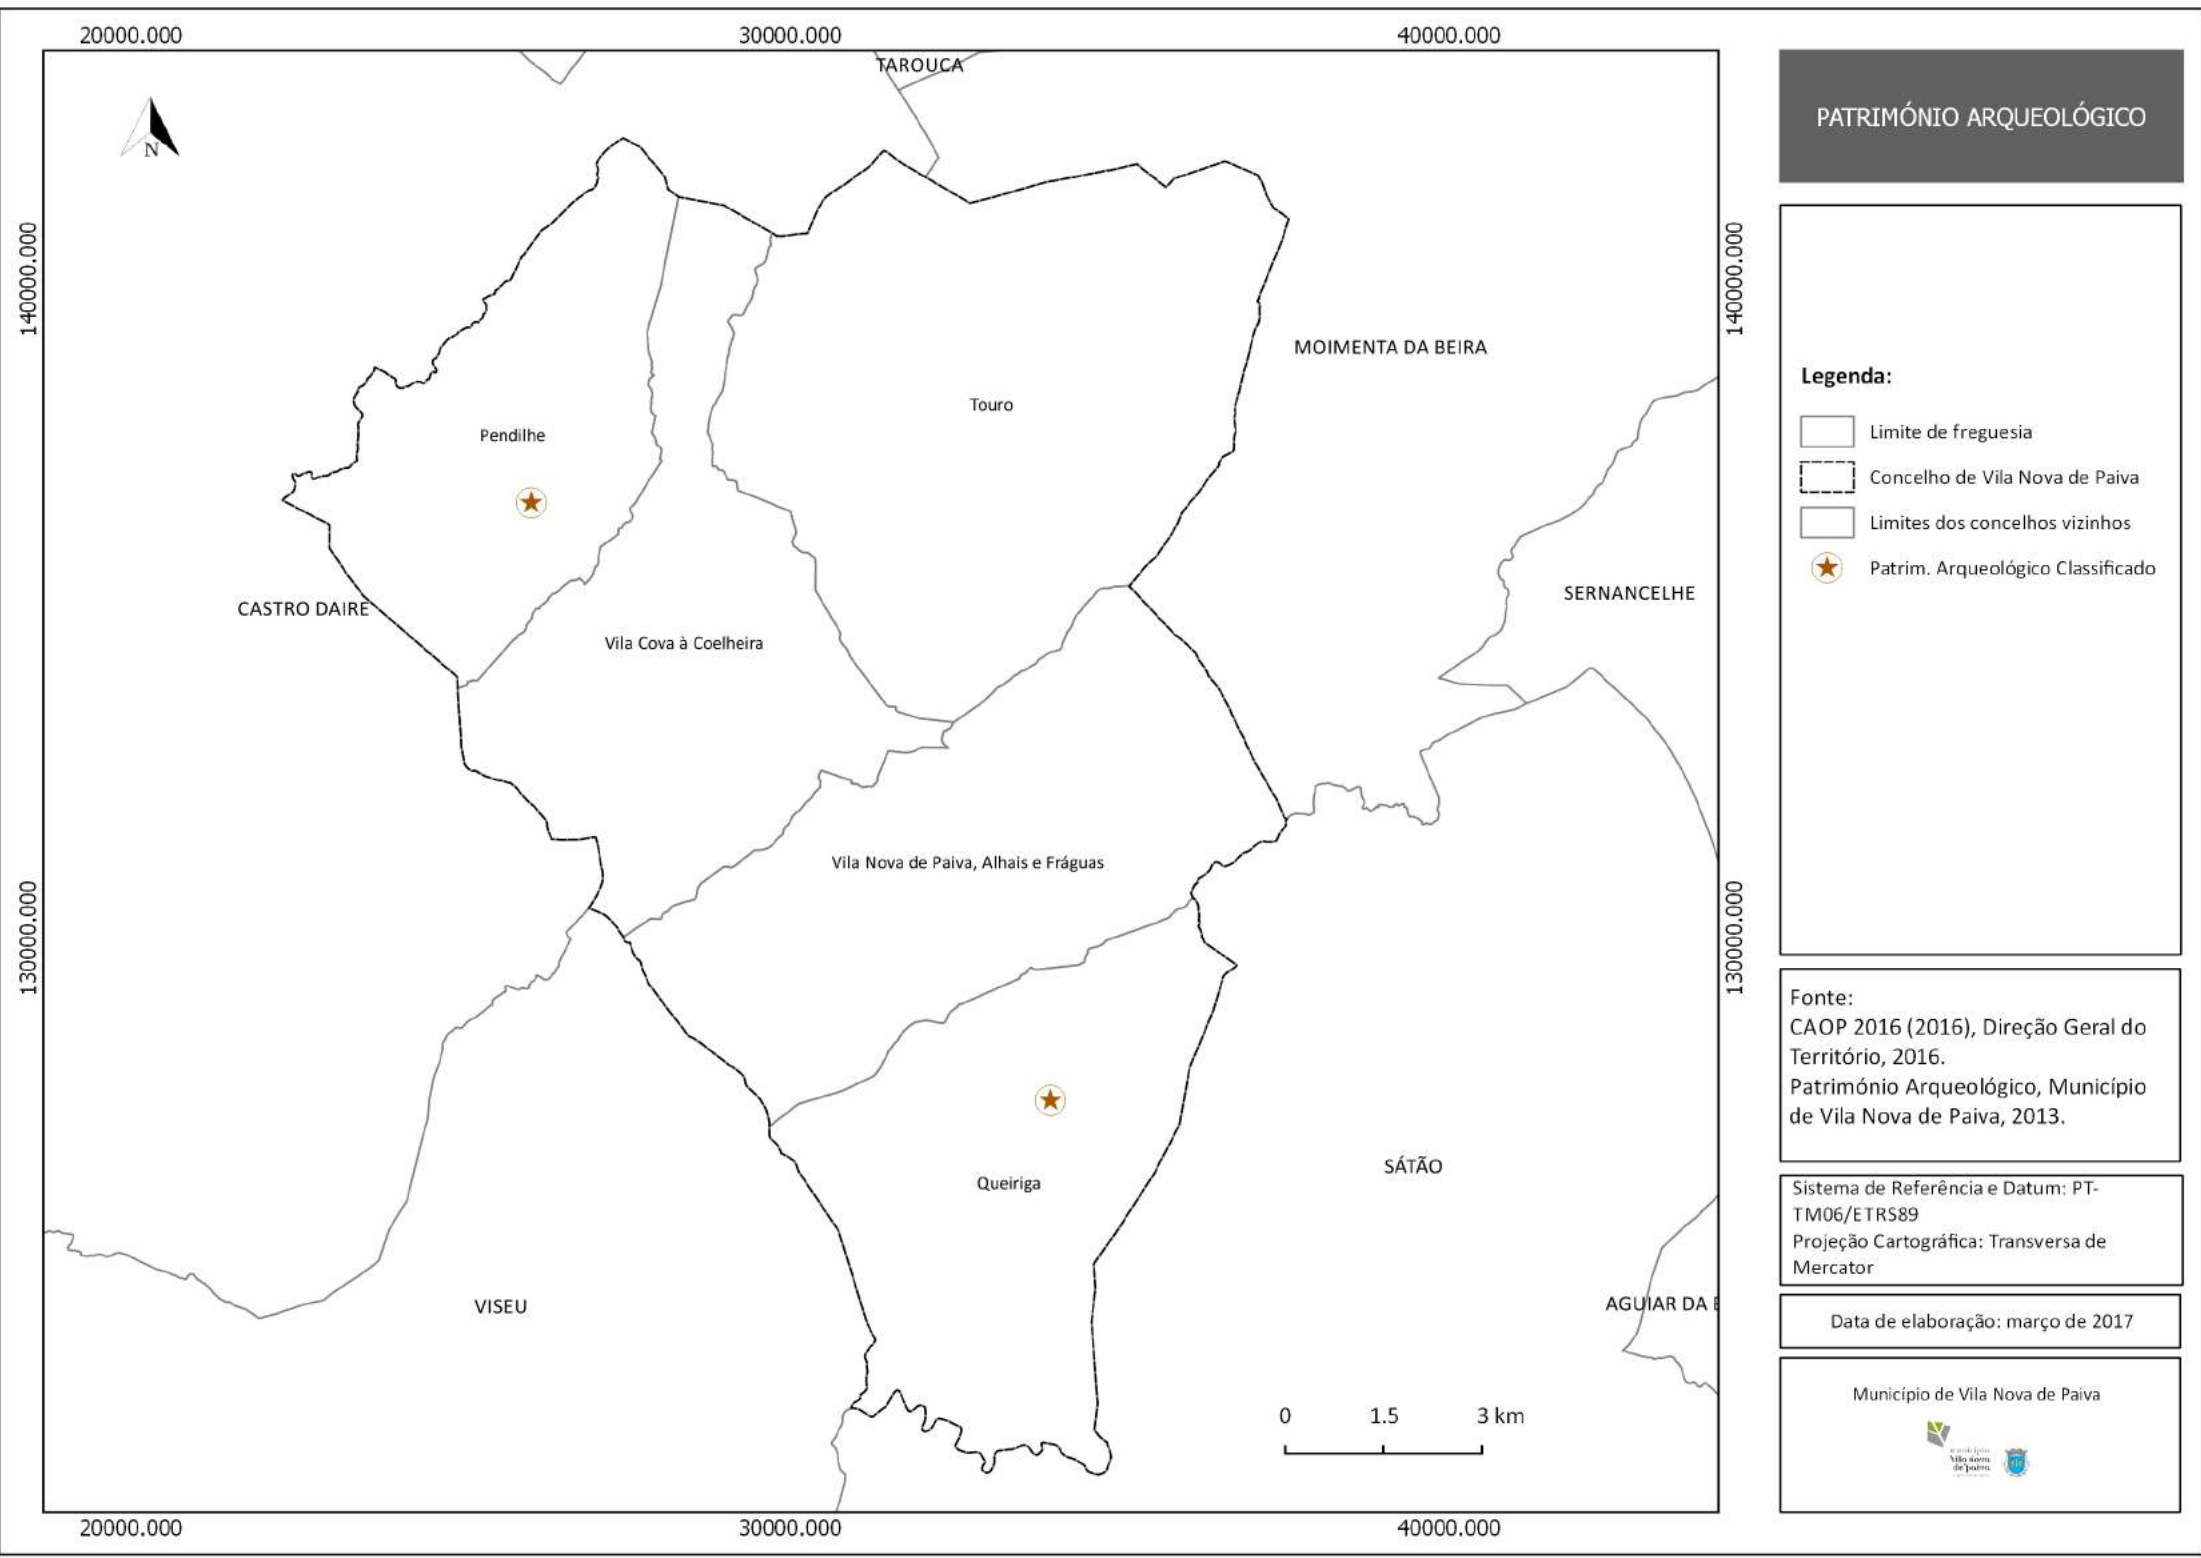 20000.000
30000.000
40000.000
TAROUCA
N
PATRIMÓNIO ARQUEOLÓGICO
140000.000
140000.000
MOIMENTA DA BEIRA
Touro
Pendilhe
Legenda:
Limite de freguesia
Concelho de Vila Nova de Paiva
Limites dos concelhos vizinhos
Patrim. Arqueológico Classificado
SERNANCELHE
CASTRO DAIRE
Vila Cova à Coelheira
Vila Nova de Paiva, Alhais e Fráguas
130000.000
130000.000
Fonte:
CAOP 2016 (2016), Direção Geral do
Território, 2016.
Património Arqueológico, Município
de Vila Nova de Paiva, 2013.
SÁTÃO
Queiriga
Sistema de Referência e Datum: PT-
TM06/ETRS89
Projeção Cartográfica: Transversa de
Mercator
VISEU
AGUIAR DA
Data de elaboração: março de 2017
Município de Vila Nova de Paiva
município
Vila Nova
de Paiva
0 1.5 3 km
20000.000
30000.000
40000.000